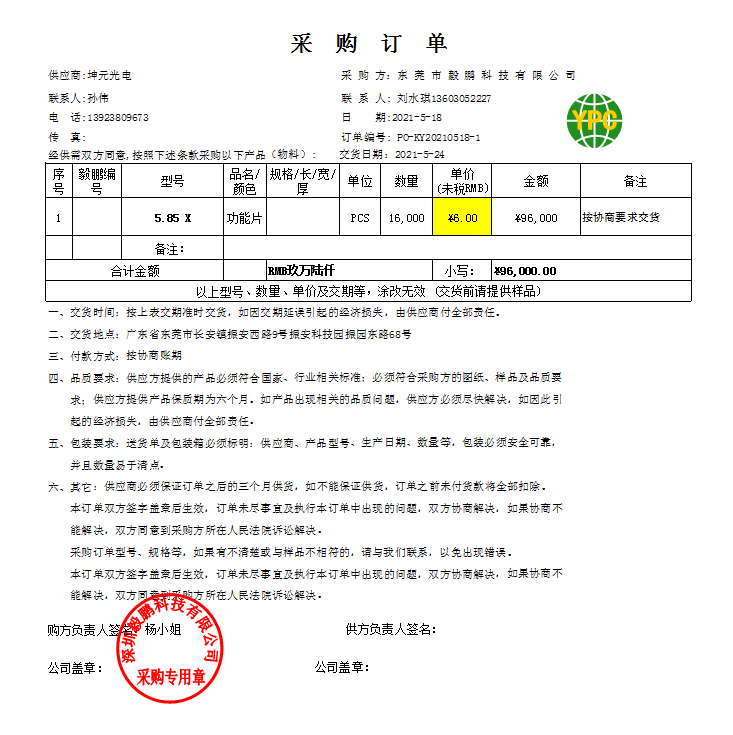 采 购 订 单
供应商:坤元光电 采 购 方: 东 莞 市 毅 鹏 科 技 有 限 公 司
联系人:孙伟 联 系 人: 刘水琪13603052227
电 话:13923809673 日 期:2021-5-18
传 真: 订单编号: PO-KY20210518-1
YPC
经供需双方同意,按照下述条款采购以下产品（物料）: 交货日期: 2021-5-24
序号 毅鹏编号 型号 品名/颜色 规格/长/宽/厚 单位 数量 单价(未税RMB) 金额 备注
1 5.85 X 功能片 PCS 16,000 ¥6.00 ¥96,000 按协商要求交货
备注:
合计金额 RMB玖万陆仟 小写: ¥96,000.00
以上型号、数量、单价及交期等，涂改无效（交货前请提供样品）
一、交货时间: 按上表交期准时交货，如因交期延误引起的经济损失，由供应商付全部责任。
二、交货地点: 广东省东莞市长安镇振安西路9号振安科技园振园东路68号
三、付款方式: 按协商账期
四、品质要求: 供应方提供的产品必须符合国家、行业相关标准; 必须符合采购方的图纸、样品及品质要
求; 供应方提供产品保质期为六个月。如产品出现相关的品质问题，供应方必须尽快解决，如因此引
起的经济损失，由供应商付全部责任。
五、包装要求: 送货单及包装箱必须标明: 供应商、产品型号、生产日期、数量等，包装必须安全可靠，
并且数量易于清点。
六、其它: 供应商必须保证订单之后的三个月供货，如不能保证供货，订单之前未付货款将全部扣除。
本订单双方签字盖章后生效，订单未尽事宜及执行本订单中出现的问题，双方协商解决，如果协商不
能解决，双方同意到采购方所在人民法院诉讼解决。
采购订单型号、规格等，如果有不清楚或与样品不相符的，请与我们联系，以免出现错误。
本订单双方签字盖章后生效，订单未尽事宜及执行本订单中出现的问题，双方协商解决，如果协商不
能解决，双方同意到采购方所在人民法院诉讼解决。
购方负责人签名: 杨小姐 供方负责人签名:
公司盖章: 公司盖章:
深圳毅鹏科技有限公司
采购专用章